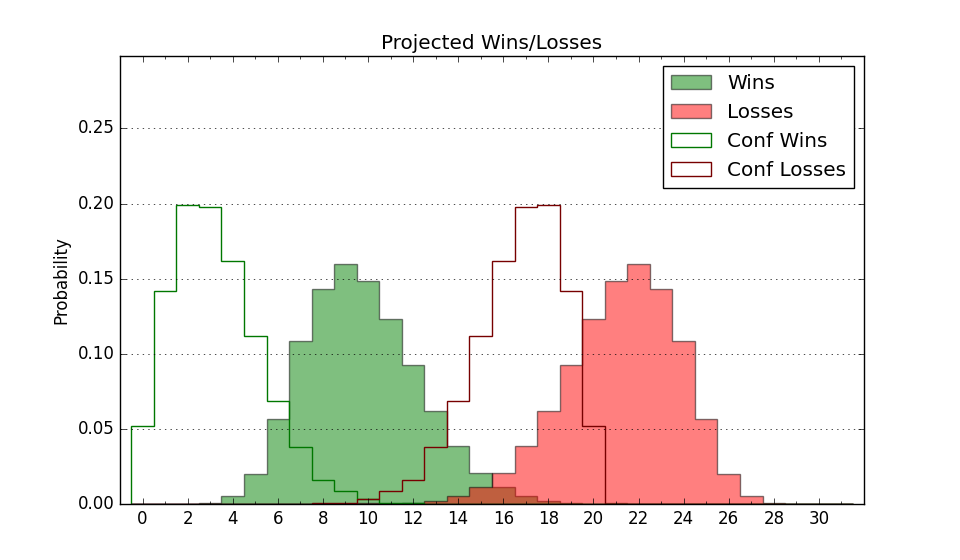 Projected Wins/Losses
Wins
Losses
Conf Wins
Conf Losses
Probability
0.25
0.20
0.15
0.10
0.05
0.00
0 2 4 6 8 10 12 14 16 18 20 22 24 26 28 30